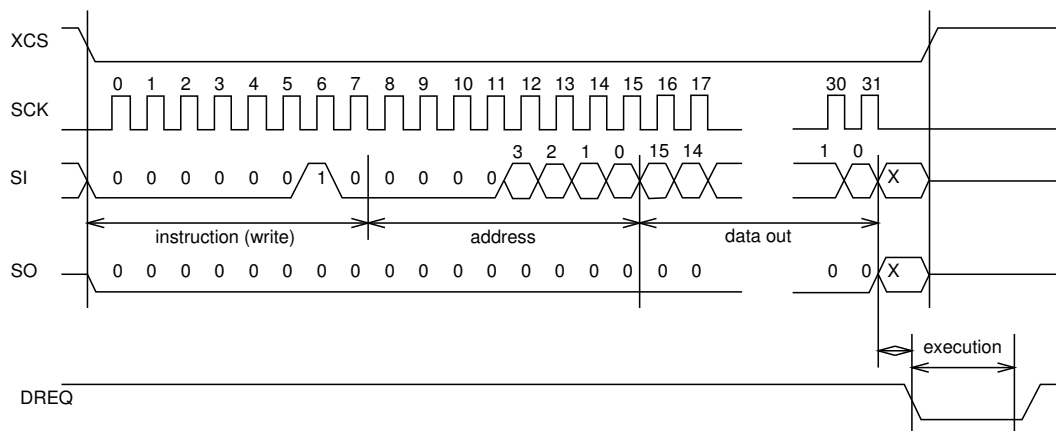 XCS
0 1 2 3 4 5 6 7 8 9 10 11 12 13 14 15 16 17 30 31
SCK
3 2 1 0 15 14 1 0
SI 0 0 0 0 0 0 1 0 0 0 0 0 X
instruction (write) address data out
SO 0 0 0 0 0 0 0 0 0 0 0 0 0 0 0 0 0 0 0 0 X
execution
DREQ